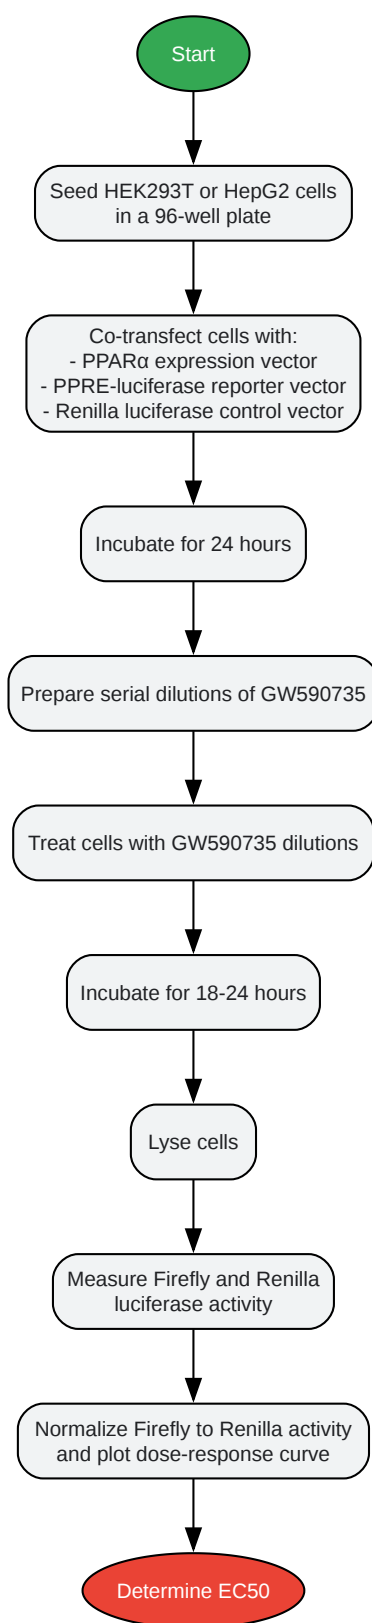 Start
Seed HEK293T or HepG2 cells
in a 96-well plate
Co-transfect cells with:
- PPARα expression vector
- PPRE-luciferase reporter vector
- Renilla luciferase control vector
Incubate for 24 hours
Prepare serial dilutions of GW590735
Treat cells with GW590735 dilutions
Incubate for 18-24 hours
Lyse cells
Measure Firefly and Renilla
luciferase activity
Normalize Firefly to Renilla activity
and plot dose-response curve
Determine EC50